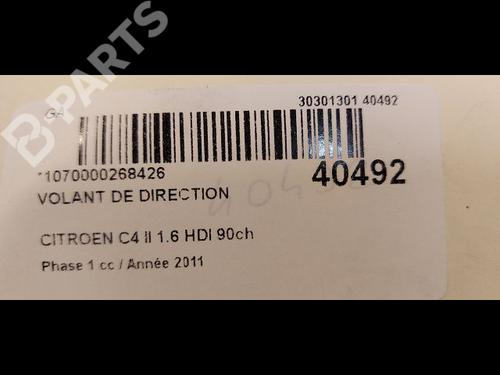 B-PARTS
GA
30301301 40492
*1070000268426
40492
VOLANT DE DIRECTION
CITROEN C4 II 1.6 HDI 90ch
Phase 1 cc / Année 2011